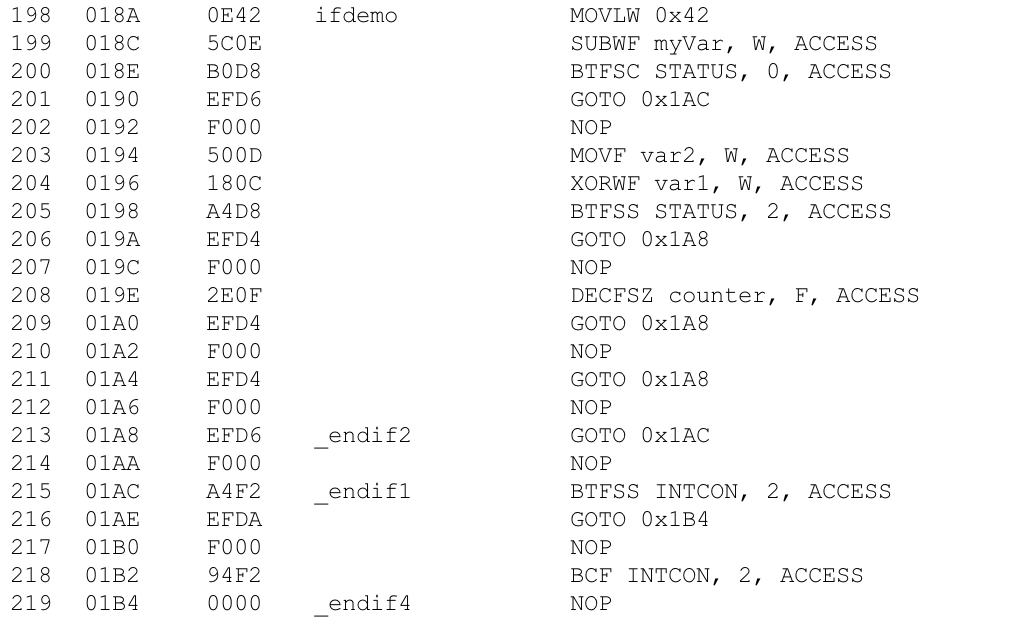 198 018A 0E42 ifdemo MOVLW 0x42
199 018C 5C0E SUBWF myVar, W, ACCESS
200 018E B0D8 BTFSC STATUS, 0, ACCESS
201 0190 EFD6 GOTO 0x1AC
202 0192 F000 NOP
203 0194 500D MOVF var2, W, ACCESS
204 0196 180C XORWF var1, W, ACCESS
205 0198 A4D8 BTFSS STATUS, 2, ACCESS
206 019A EFD4 GOTO 0x1A8
207 019C F000 NOP
208 019E 2E0F DECFSZ counter, F, ACCESS
209 01A0 EFD4 GOTO 0x1A8
210 01A2 F000 NOP
211 01A4 EFD4 GOTO 0x1A8
212 01A6 F000 NOP
213 01A8 EFD6 _endif2 GOTO 0x1AC
214 01AA F000 NOP
215 01AC A4F2 _endif1 BTFSS INTCON, 2, ACCESS
216 01AE EFDA GOTO 0x1B4
217 01B0 F000 NOP
218 01B2 94F2 BCF INTCON, 2, ACCESS
219 01B4 0000 _endif4 NOP